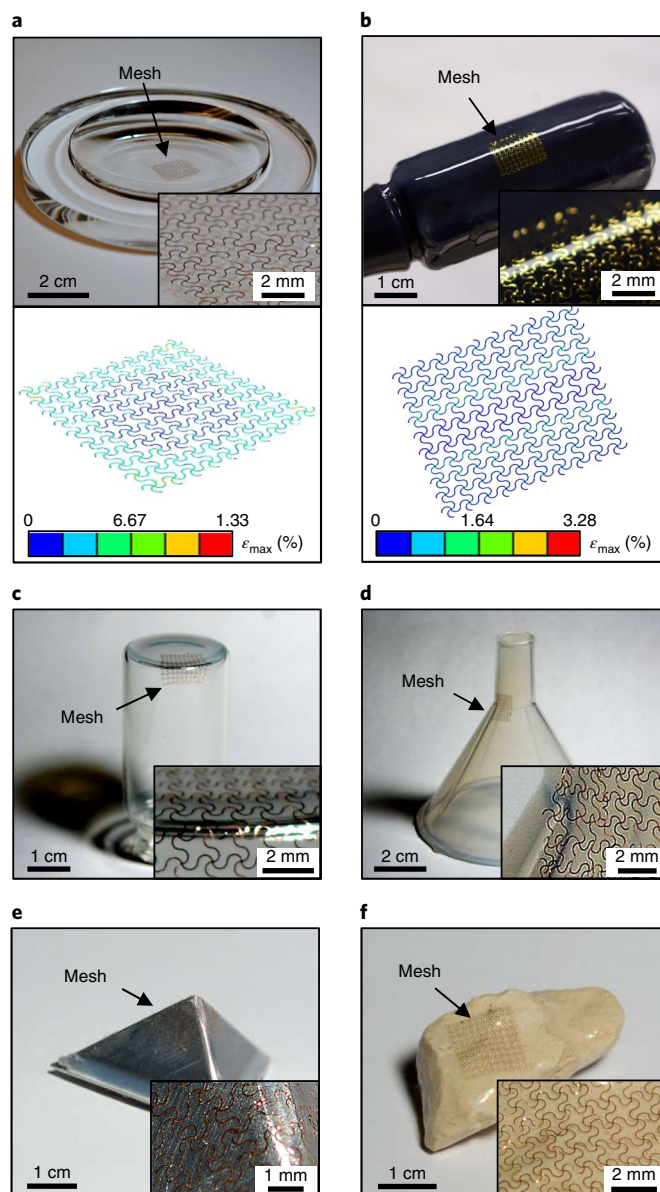 a
Mesh
2 cm
2 mm
0
6.67
1.33
εmax (%)
b
Mesh
1 cm
2 mm
0
1.64
3.28
εmax (%)
c
Mesh
1 cm
2 mm
d
Mesh
2 cm
2 mm
e
Mesh
1 cm
1 mm
f
Mesh
1 cm
2 mm